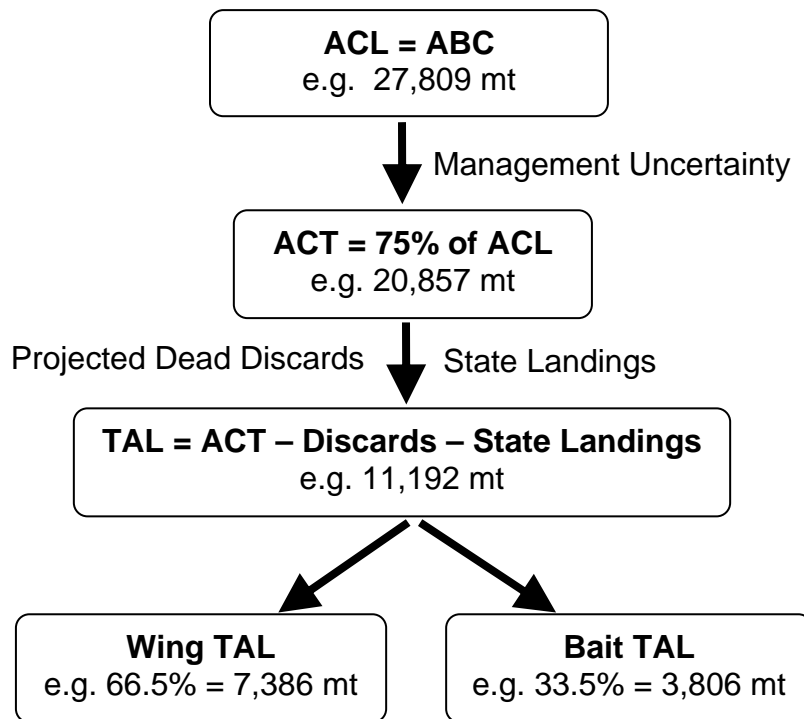 ACL = ABC
e.g.  27,809 mt
Management Uncertainty
ACT = 75% of ACL
e.g. 20,857 mt
Projected Dead Discards
State Landings
TAL = ACT – Discards – State Landings
e.g. 11,192 mt
Wing TAL
e.g. 66.5% = 7,386 mt
Bait TAL
e.g. 33.5% = 3,806 mt